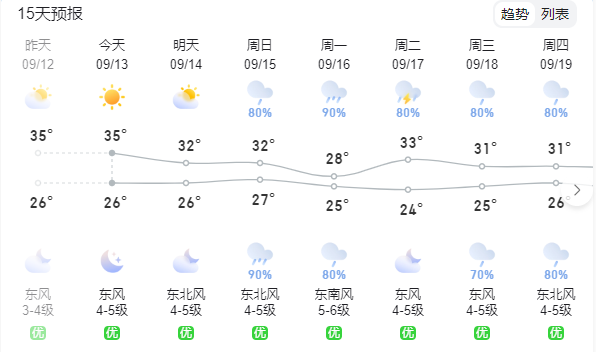 15天预报
趋势 列表
昨天 今天 明天 周日 周一 周二 周三 周四
09/12 09/13 09/14 09/15 09/16 09/17 09/18 09/19
80% 90% 80% 80% 80%
35° 35° 32° 32° 28° 33° 31° 31°
26° 26° 26° 27° 25° 24° 25° 26°
90% 80% 70% 80%
东风 东风 东北风 东北风 东南风 东风 东风 东北风
3-4级 4-5级 4-5级 4-5级 5-6级 4-5级 4-5级 4-5级
优 优 优 优 优 优 优 优